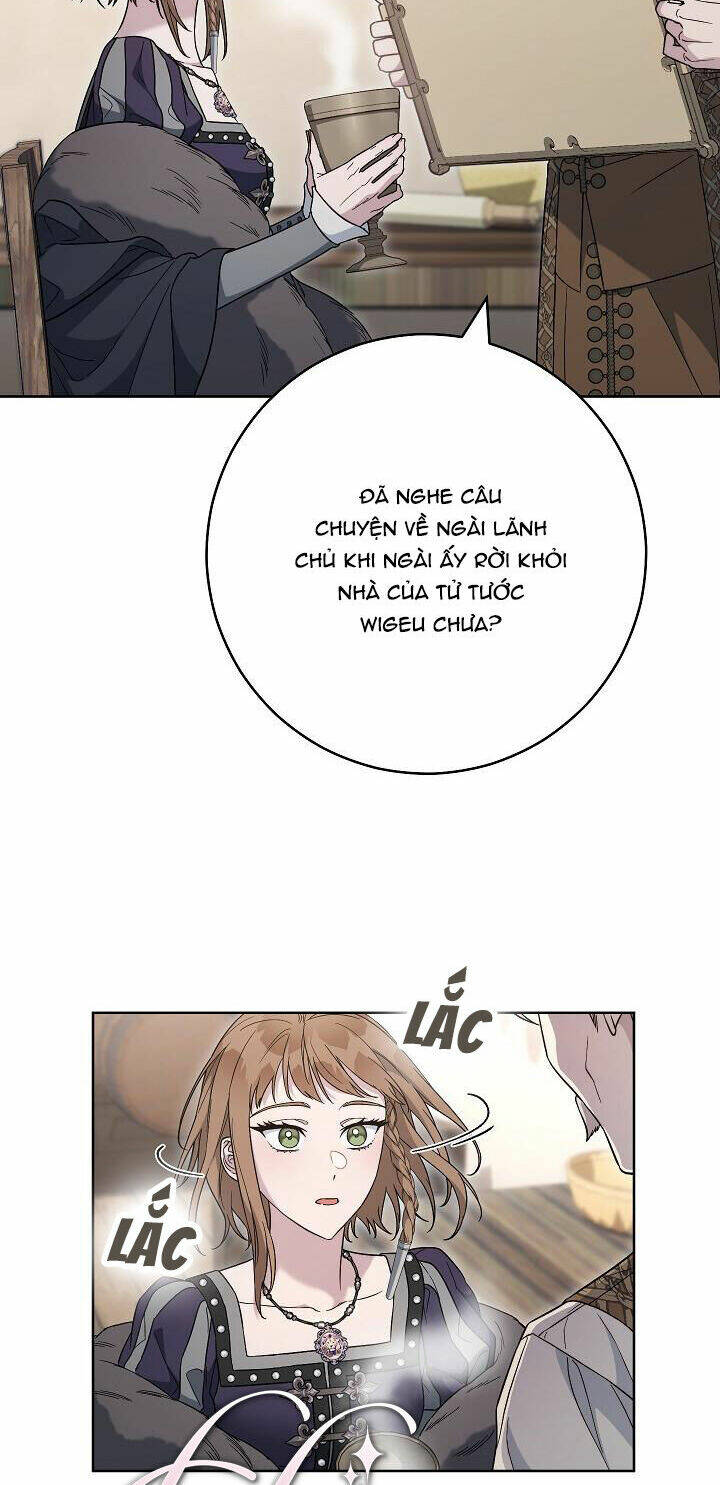 ĐÃ NGHE CÂU
CHUYỆN VỀ NGÀI LÃNH
CHỦ KHI NGÀI ẤY RỜI KHỎI
NHÀ CỦA TỬ TƯỚC
WIGEU CHƯA?
LẮC
LẮC